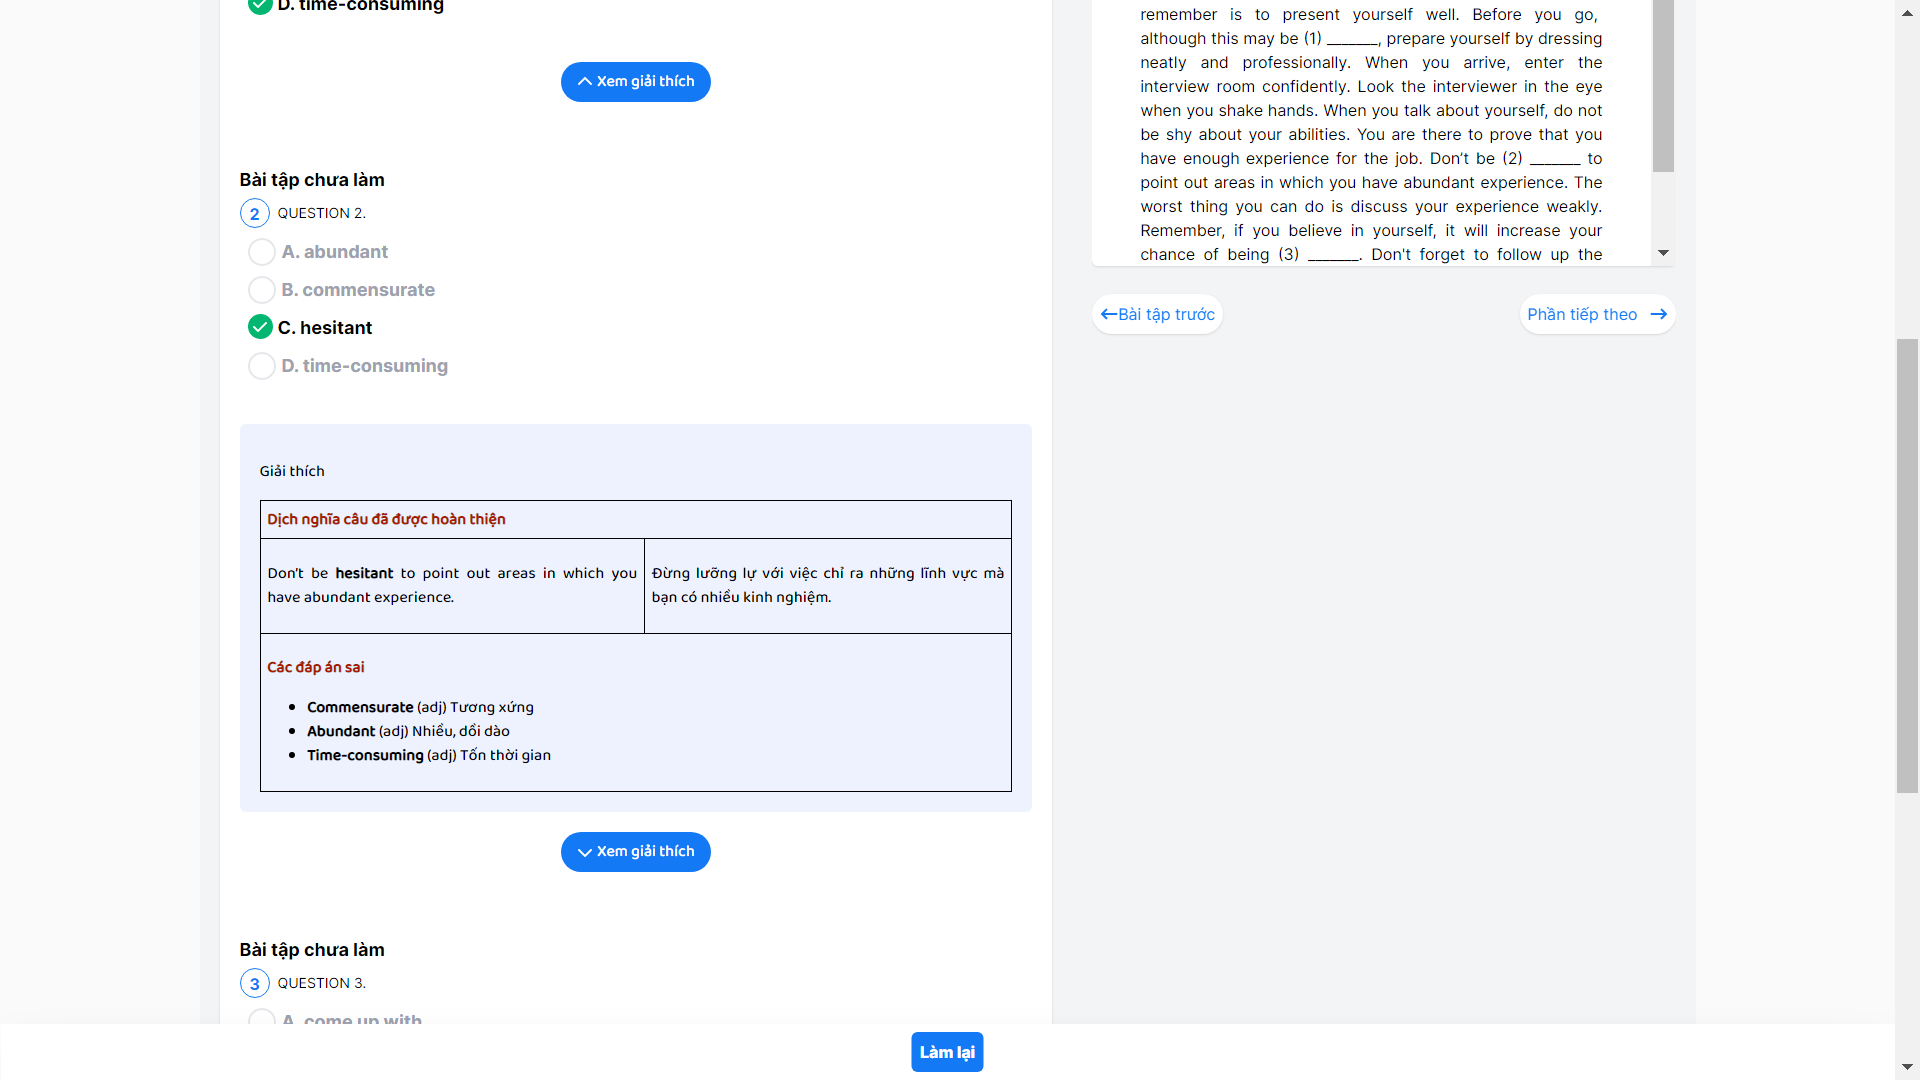 D. time-consuming
Xem giải thích
Bài tập chưa làm
2 QUESTION 2.
A. abundant
B. commensurate
C. hesitant
D. time-consuming
Giải thích
Dịch nghĩa câu đã được hoàn thiện
Don't be hesitant to point out areas in which you
have abundant experience.
Đừng lưỡng lự với việc chỉ ra những lĩnh vực mà
bạn có nhiều kinh nghiệm.
Các đáp án sai
Commensurate (adj) Tương xứng
Abundant (adj) Nhiều, dồi dào
Time-consuming (adj) Tốn thời gian
Xem giải thích
Bài tập chưa làm
3 QUESTION 3.
A. come up with
remember is to present yourself well. Before you go,
although this may be (1) _______, prepare yourself by dressing
neatly and professionally. When you arrive, enter the
interview room confidently. Look the interviewer in the eye
when you shake hands. When you talk about yourself, do not
be shy about your abilities. You are there to prove that you
have enough experience for the job. Don’t be (2) _______ to
point out areas in which you have abundant experience. The
worst thing you can do is discuss your experience weakly.
Remember, if you believe in yourself, it will increase your
chance of being (3) _______. Don't forget to follow up the
Bài tập trước
Phần tiếp theo
Làm lại